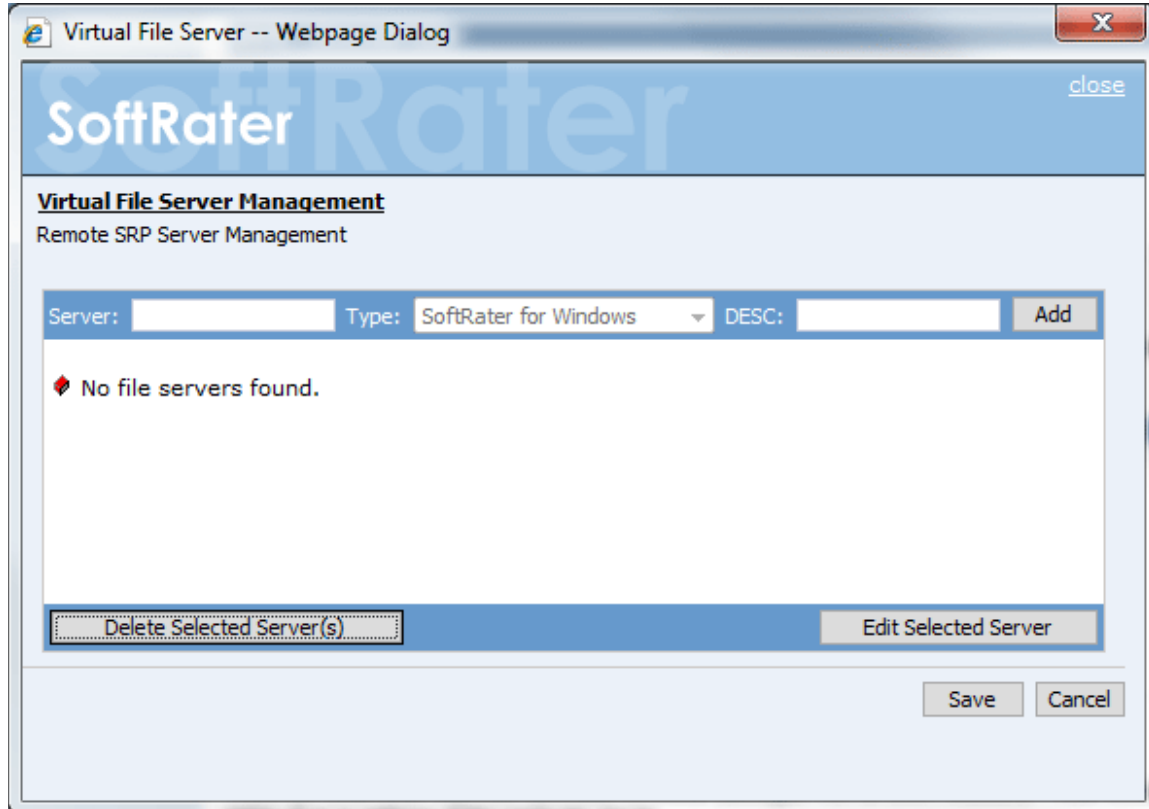 Virtual File Server -- Webpage Dialog
SoftRater
close
SoftRater
Virtual File Server Management
Remote SRP Server Management
Server: Type: SoftRater for Windows DESC: Add
No file servers found.
Delete Selected Server(s) Edit Selected Server
Save Cancel